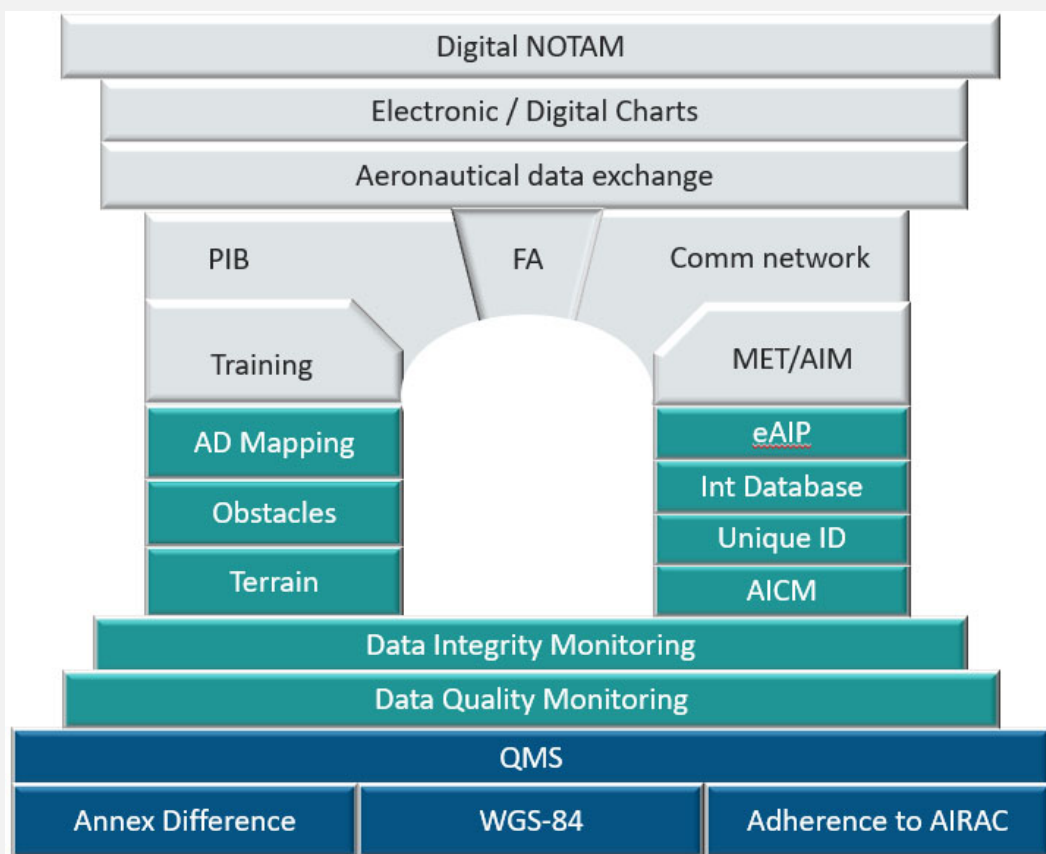 Digital NOTAM
Electronic / Digital Charts
Aeronautical data exchange
PIB
FA
Comm network
Training
MET/AIM
AD Mapping
eAIP
Obstacles
Int Database
Unique ID
Terrain
AICM
Data Integrity Monitoring
Data Quality Monitoring
QMS
Annex Difference
WGS-84
Adherence to AIRAC